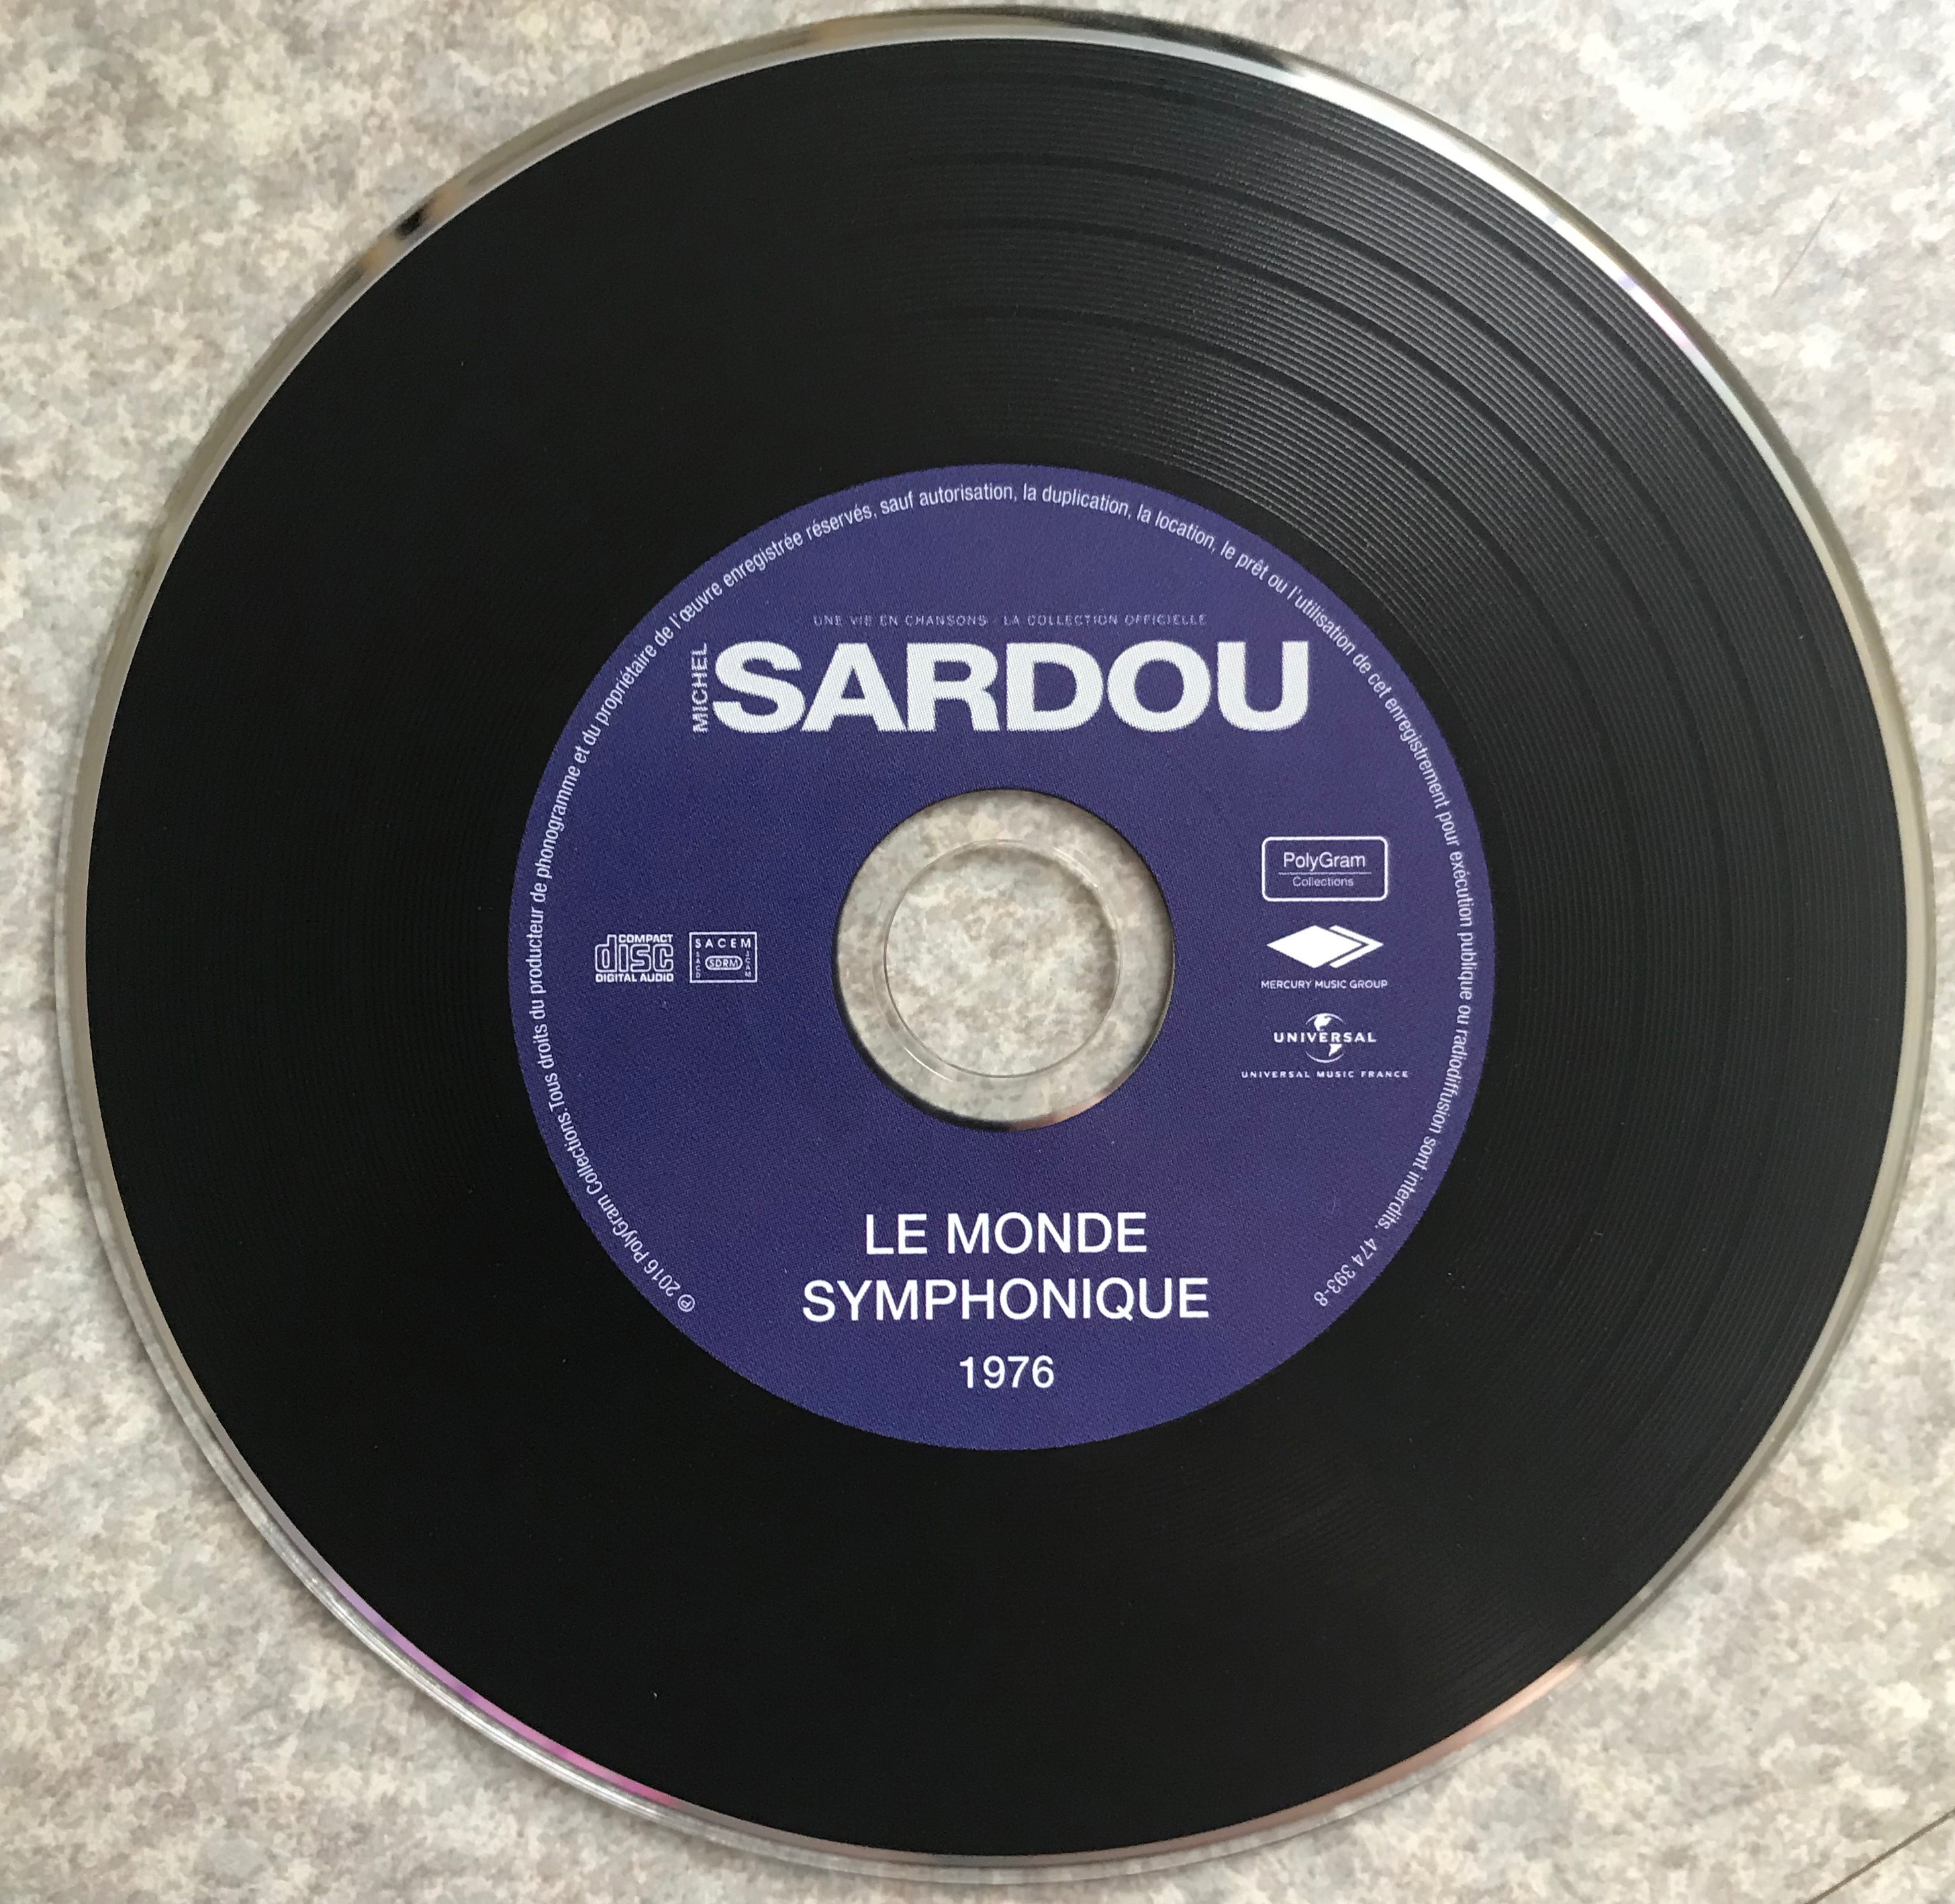 ℗ 2016 PolyGram Collections.Tous droits du producteur de phonogramme et du propriétaire de l'œuvre enregistrée réservés, sauf autorisation, la duplication, la location, le prêt ou l'utilisation de cet enregistrement pour exécution publique ou radiodiffusion sont interdits. 474 393-8
UNE VIE EN CHANSONS - LA COLLECTION OFFICIELLE
MICHEL
SARDOU
PolyGram
Collections
COMPACT
disc
DIGITAL AUDIO
SACEM
SACD
SDRM
SCAM
MERCURY MUSIC GROUP
UNIVERSAL
UNIVERSAL MUSIC FRANCE
LE MONDE
SYMPHONIQUE
1976